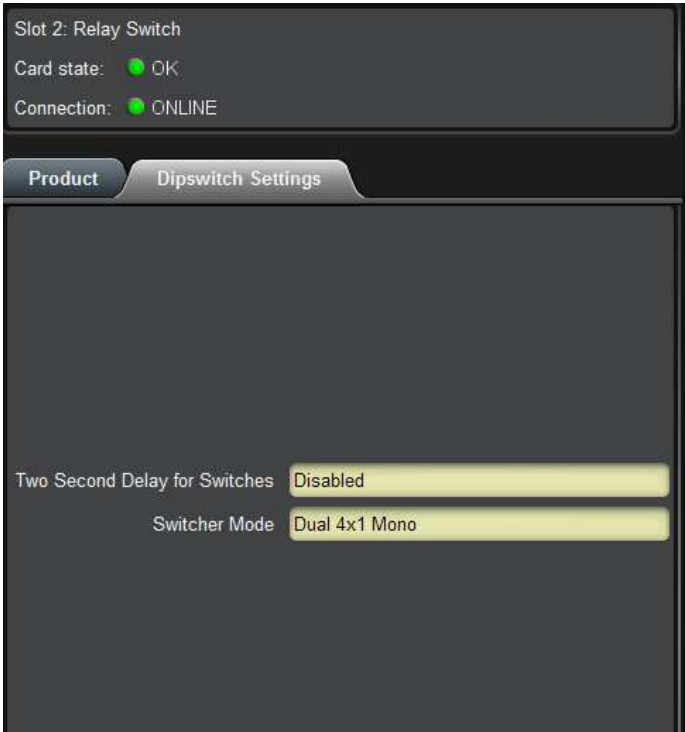 Slot 2: Relay Switch
Card state: OK
Connection: ONLINE
Product Dipswitch Settings
Two Second Delay for Switches Disabled
Switcher Mode Dual 4x1 Mono